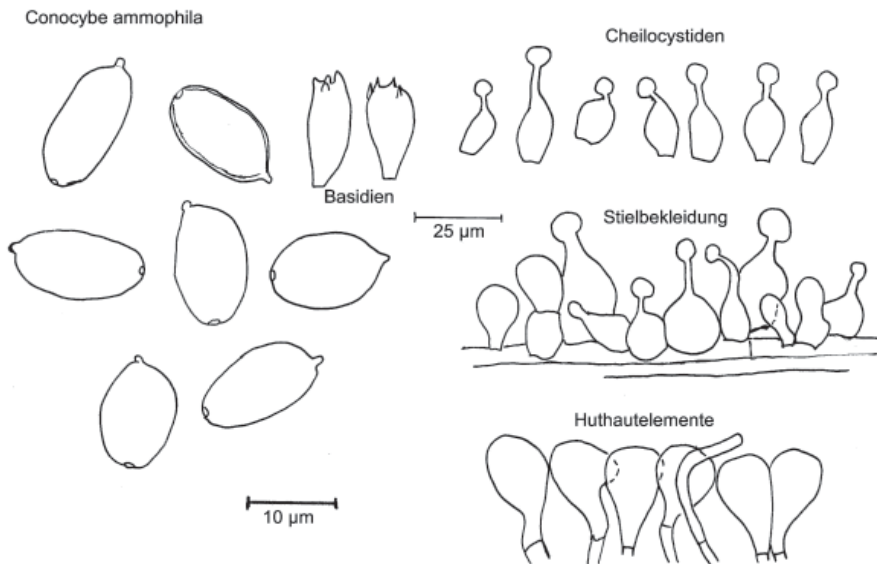 Conocybe ammophila
Cheilocystiden
Basidien
25 µm
Stielbekleidung
Huthautelemente
10 µm